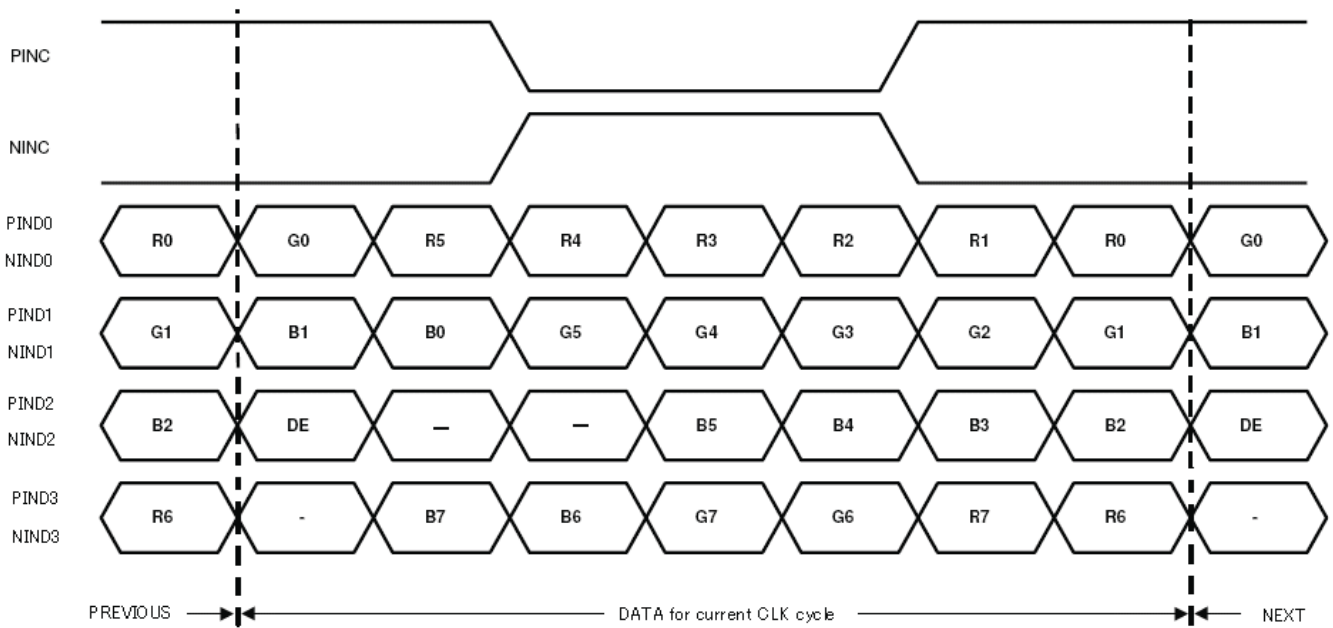 PINC
NINC
PIND0
R0 G0 R5 R4 R3 R2 R1 R0 G0
NIND0
PIND1
G1 B1 B0 G5 G4 G3 G2 G1 B1
NIND1
PIND2
B2 DE — — B5 B4 B3 B2 DE
NIND2
PIND3
R6 - B7 B6 G7 G6 R7 R6 -
NIND3
PREVIOUS DATA for current CLK cycle NEXT